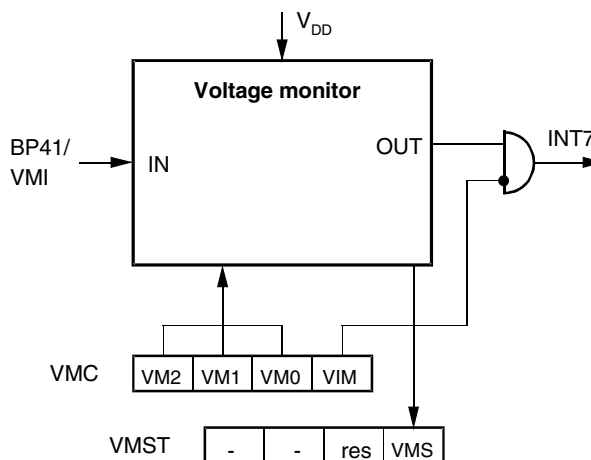 VDD
Voltage monitor
BP41/
VMI
IN
OUT
INT7
VMC
VM2 VM1 VM0 VIM
VMST
- - res VMS